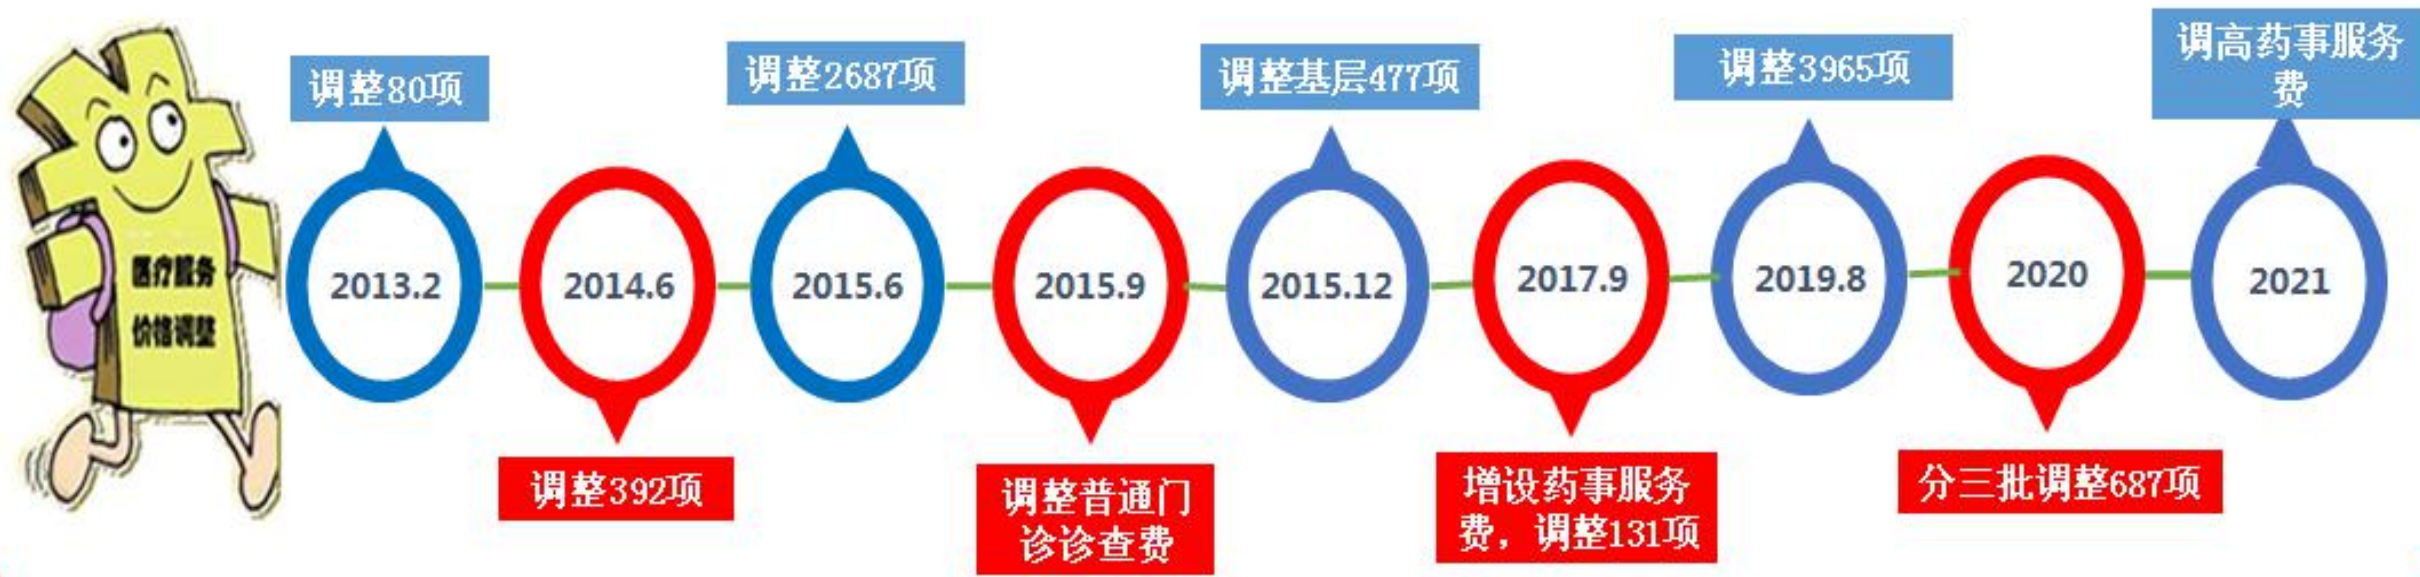 医疗服务
价格调整
调整80项
2013.2
2014.6
调整392项
调整2687项
2015.6
2015.9
调整普通门
诊诊查费
调整基层477项
2015.12
2017.9
增设药事服务
费，调整131项
调整3965项
2019.8
2020
分三批调整687项
调高药事服务
费
2021